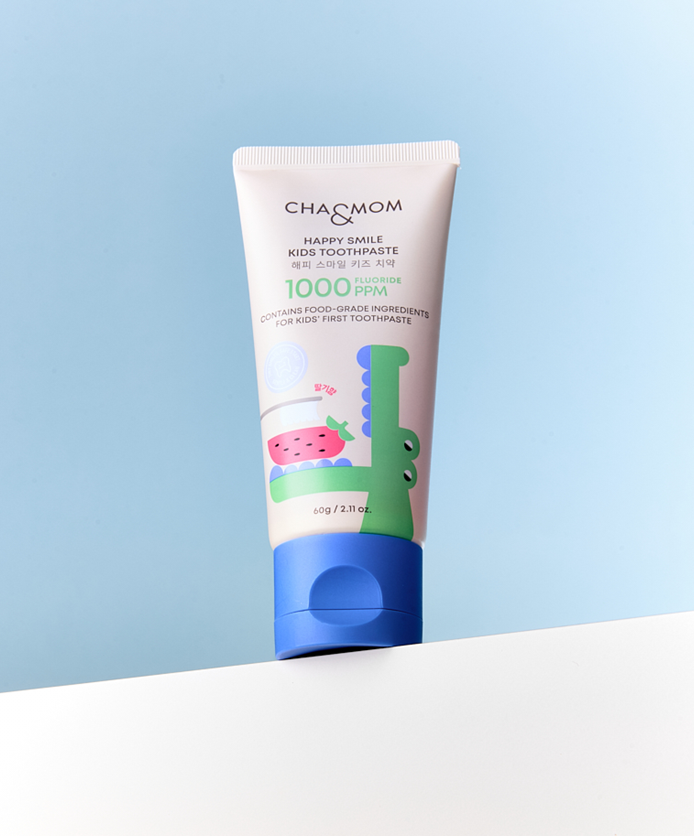 CHA&MOM
HAPPY SMILE
KIDS TOOTHPASTE
해피 스마일 키즈 치약
1000 FLUORIDE PPM
CONTAINS FOOD-GRADE INGREDIENTS
FOR KIDS' FIRST TOOTHPASTE
딸기향
60g / 2.11 oz.